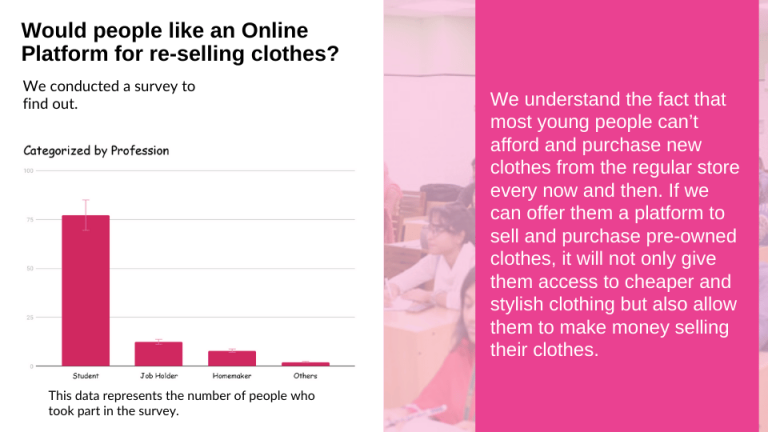 Would people like an Online
Platform for re-selling clothes?
We conducted a survey to
find out.
Categorized by Profession
100
75
50
25
0
Student
Job Holder
Homemaker
Others
This data represents the number of people who
took part in the survey.
We understand the fact that
most young people can’t
afford and purchase new
clothes from the regular store
every now and then. If we
can offer them a platform to
sell and purchase pre-owned
clothes, it will not only give
them access to cheaper and
stylish clothing but also allow
them to make money selling
their clothes.